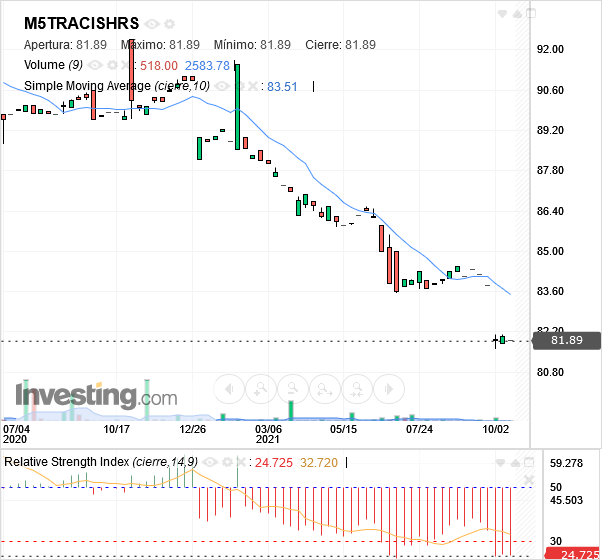 M5TRACISHRS
Apertura: 81.89 Máximo: 81.89 Mínimo: 81.89 Cierre: 81.89
92.00
Volume (9) : 518.00 2583.78
Simple Moving Average (cierre,10) : 83.51
90.60
89.20
87.80
86.40
85.00
83.60
82.20
81.89
80.80
Investing.com
07/04 10/17 12/26 03/06 05/15 07/24 10/02
2020 2021
Relative Strength Index (cierre,14,9) : 24.725 32.720
59.278
50
45.503
30
24.725